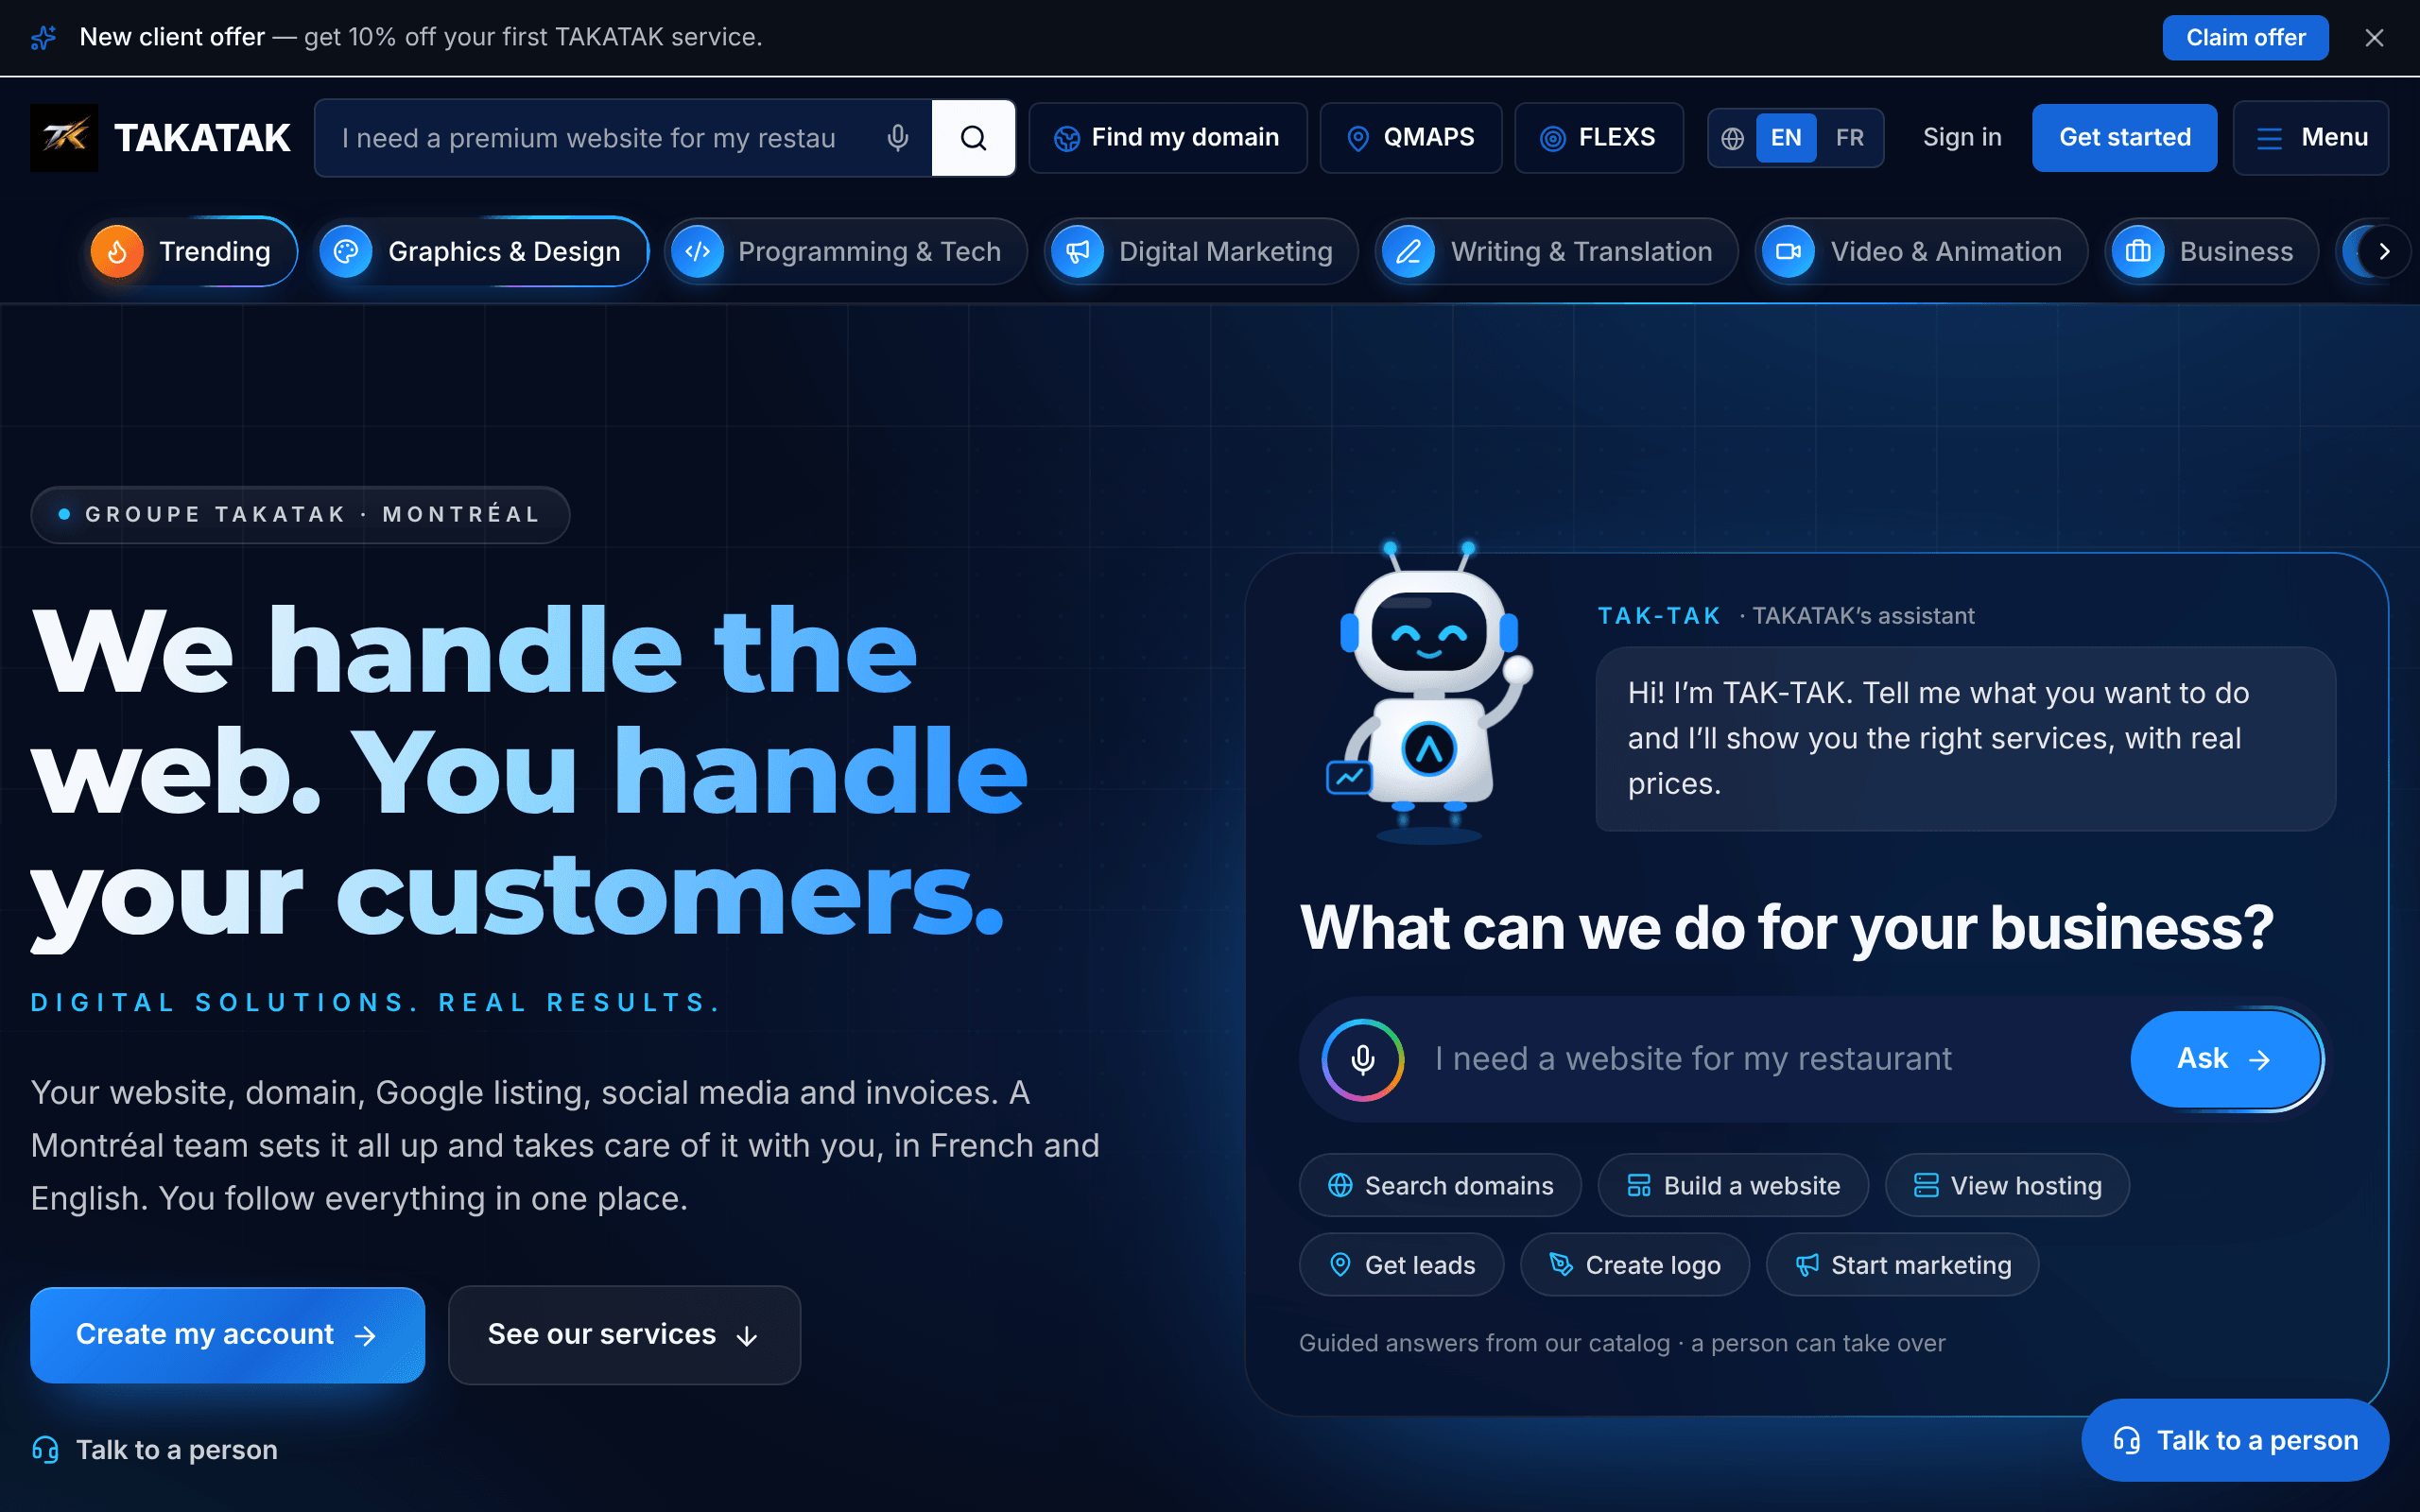 New client offer — get 10% off your first TAKATAK service.
Claim offer
TK TAKATAK
I need a premium website for my restau
Find my domain
QMAPS
FLEXS
EN FR
Sign in
Get started
Menu
Trending
Graphics & Design
Programming & Tech
Digital Marketing
Writing & Translation
Video & Animation
Business
GROUPE TAKATAK · MONTRÉAL
We handle the
web. You handle
your customers.
DIGITAL SOLUTIONS. REAL RESULTS.
Your website, domain, Google listing, social media and invoices. A
Montréal team sets it all up and takes care of it with you, in French and
English. You follow everything in one place.
Create my account
See our services
Talk to a person
TAK-TAK · TAKATAK’s assistant
Hi! I’m TAK-TAK. Tell me what you want to do
and I’ll show you the right services, with real
prices.
What can we do for your business?
I need a website for my restaurant
Ask
Search domains
Build a website
View hosting
Get leads
Create logo
Start marketing
Guided answers from our catalog · a person can take over
Talk to a person